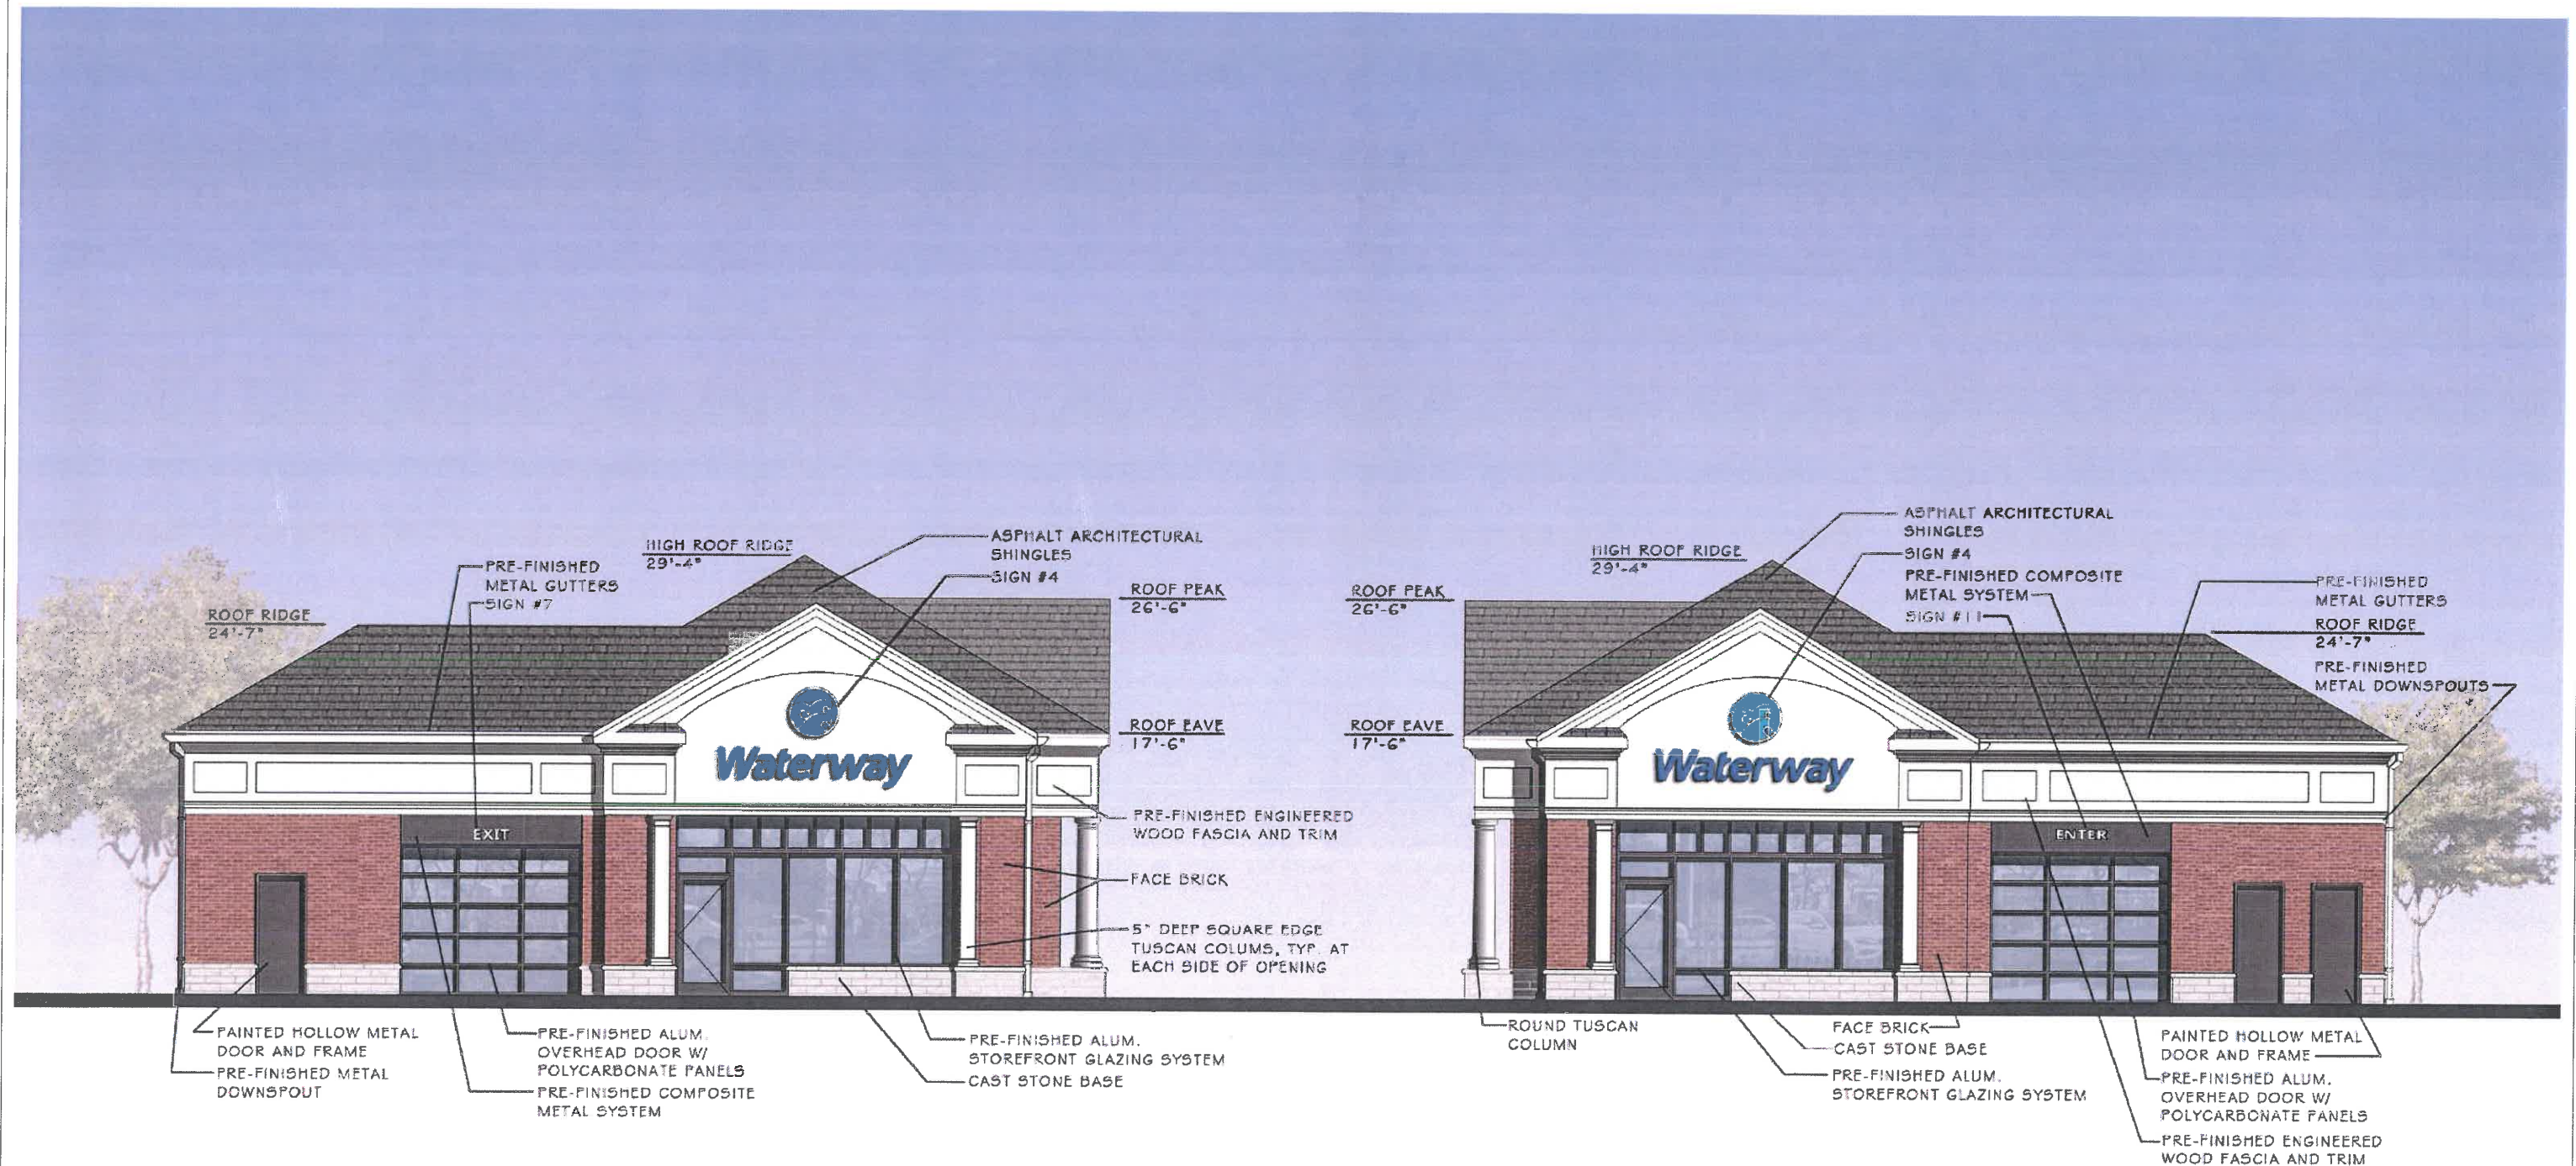 HIGH ROOF RIDGE
29'-4"
ASPHALT ARCHITECTURAL
SHINGLES
SIGN #4
PRE-FINISHED
METAL GUTTERS
SIGN #7
ROOF RIDGE
24'-7"
ROOF PEAK
26'-6"
ROOF EAVE
17'-6"
Waterway
EXIT
PRE-FINISHED ENGINEERED
WOOD FASCIA AND TRIM
FACE BRICK
5" DEEP SQUARE EDGE
TUSCAN COLUMS, TYP. AT
EACH SIDE OF OPENING
PAINTED HOLLOW METAL
DOOR AND FRAME
PRE-FINISHED METAL
DOWNSPOUT
PRE-FINISHED ALUM.
OVERHEAD DOOR W/
POLYCARBONATE PANELS
PRE-FINISHED COMPOSITE
METAL SYSTEM
PRE-FINISHED ALUM.
STOREFRONT GLAZING SYSTEM
CAST STONE BASE
ASPHALT ARCHITECTURAL
SHINGLES
SIGN #4
PRE-FINISHED COMPOSITE
METAL SYSTEM
SIGN #11
HIGH ROOF RIDGE
29'-4"
ROOF PEAK
26'-6"
ROOF EAVE
17'-6"
PRE-FINISHED
METAL GUTTERS
ROOF RIDGE
24'-7"
PRE-FINISHED
METAL DOWNSPOUTS
Waterway
ENTER
ROUND TUSCAN
COLUMN
FACE BRICK
CAST STONE BASE
PRE-FINISHED ALUM.
STOREFRONT GLAZING SYSTEM
PAINTED HOLLOW METAL
DOOR AND FRAME
PRE-FINISHED ALUM.
OVERHEAD DOOR W/
POLYCARBONATE PANELS
PRE-FINISHED ENGINEERED
WOOD FASCIA AND TRIM